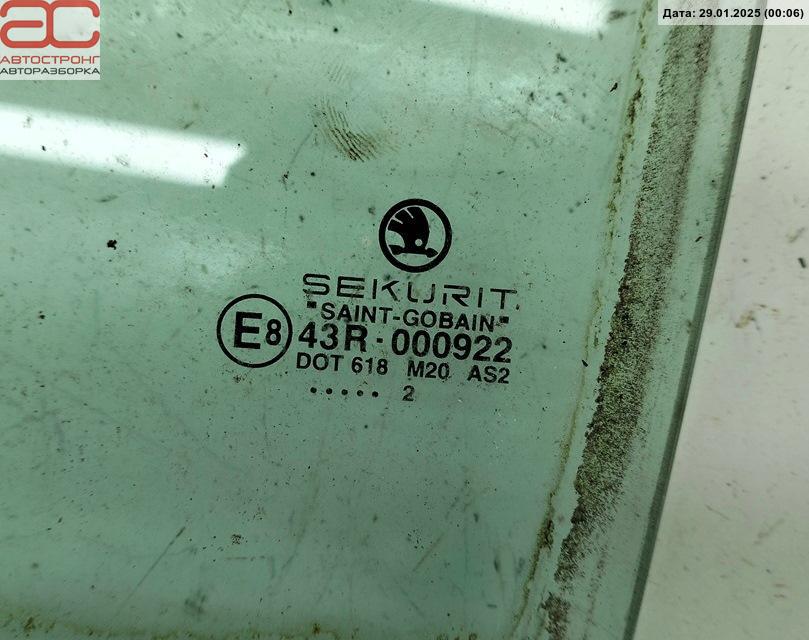 Дата: 29.01.2025 (00:06)
АС
АВТОСТРОНГ
АВТОРАЗБОРКА
SEKURIT
"SAINT-GOBAIN"
E8 43R-000922
DOT 618 M20 AS2
..... 2